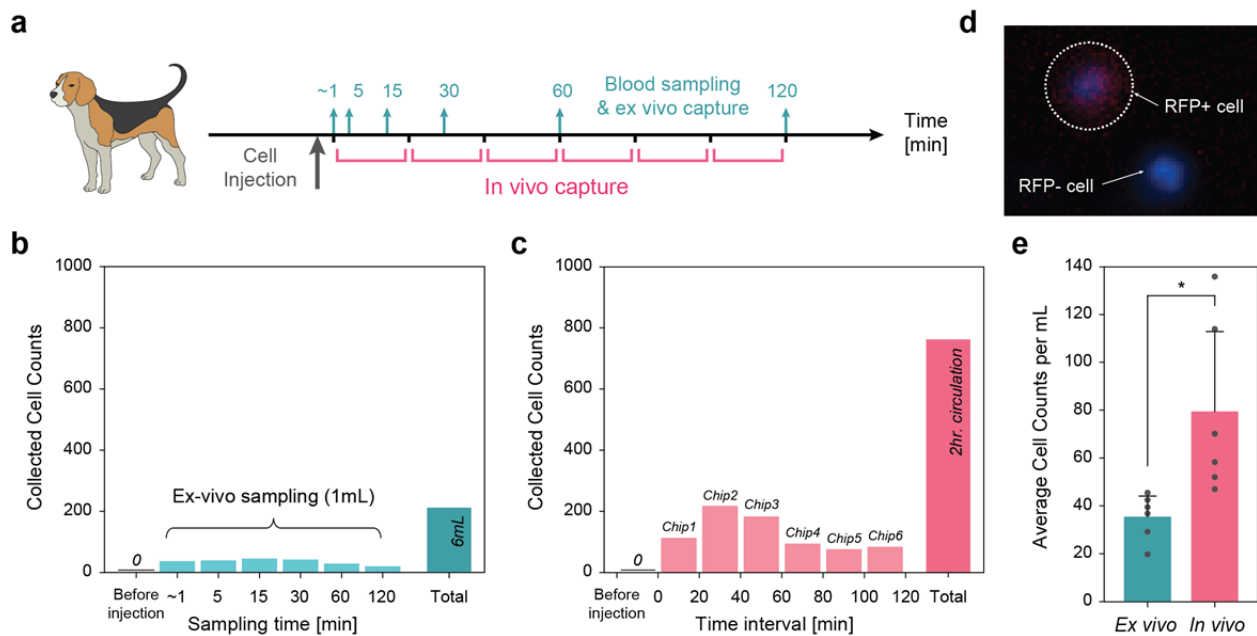 a
~1 5 15 30 60 120
Blood sampling
& ex vivo capture
Time
[min]
Cell
Injection
In vivo capture
d
RFP+ cell
RFP- cell
b
Collected Cell Counts
1000
800
600
400
200
0
Ex-vivo sampling (1mL)
0
6mL
Before
injection
~1 5 15 30 60 120 Total
Sampling time [min]
c
Collected Cell Counts
1000
800
600
400
200
0
0
Chip1 Chip2 Chip3 Chip4 Chip5 Chip6
2hr. circulation
Before
injection
0 20 40 60 80 100 120 Total
Time interval [min]
e
Average Cell Counts per mL
140
120
100
80
60
40
20
0
*
Ex vivo In vivo